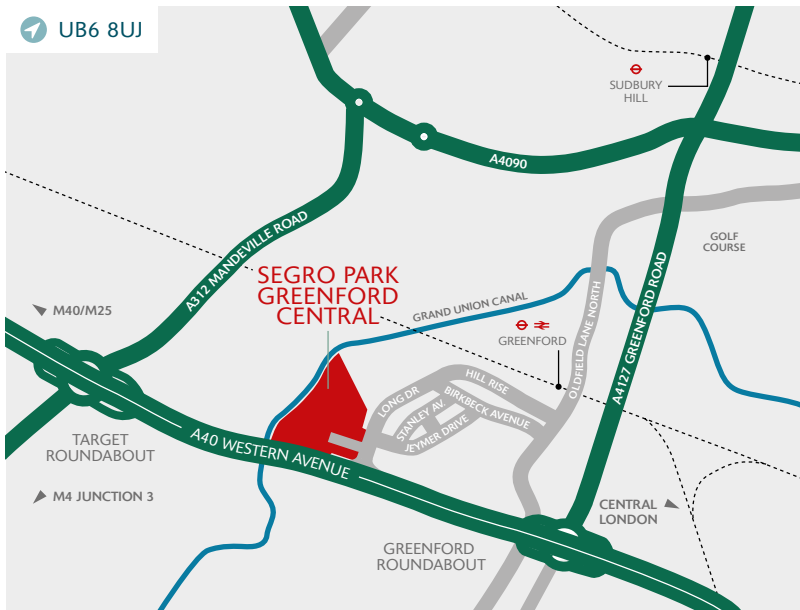 UB6 8UJ
SUDBURY
HILL
A4090
A312 MANDEVILLE ROAD
GOLF
COURSE
SEGRO PARK
GREENFORD
CENTRAL
M40/M25
GRAND UNION CANAL
GREENFORD
OLDFIELD LANE NORTH
A4127 GREENFORD ROAD
HILL RISE
LONG DR
STANLEY AV.
BIRKBECK AVENUE
JEYMER DRIVE
TARGET
ROUNDABOUT
A40 WESTERN AVENUE
M4 JUNCTION 3
CENTRAL
LONDON
GREENFORD
ROUNDABOUT